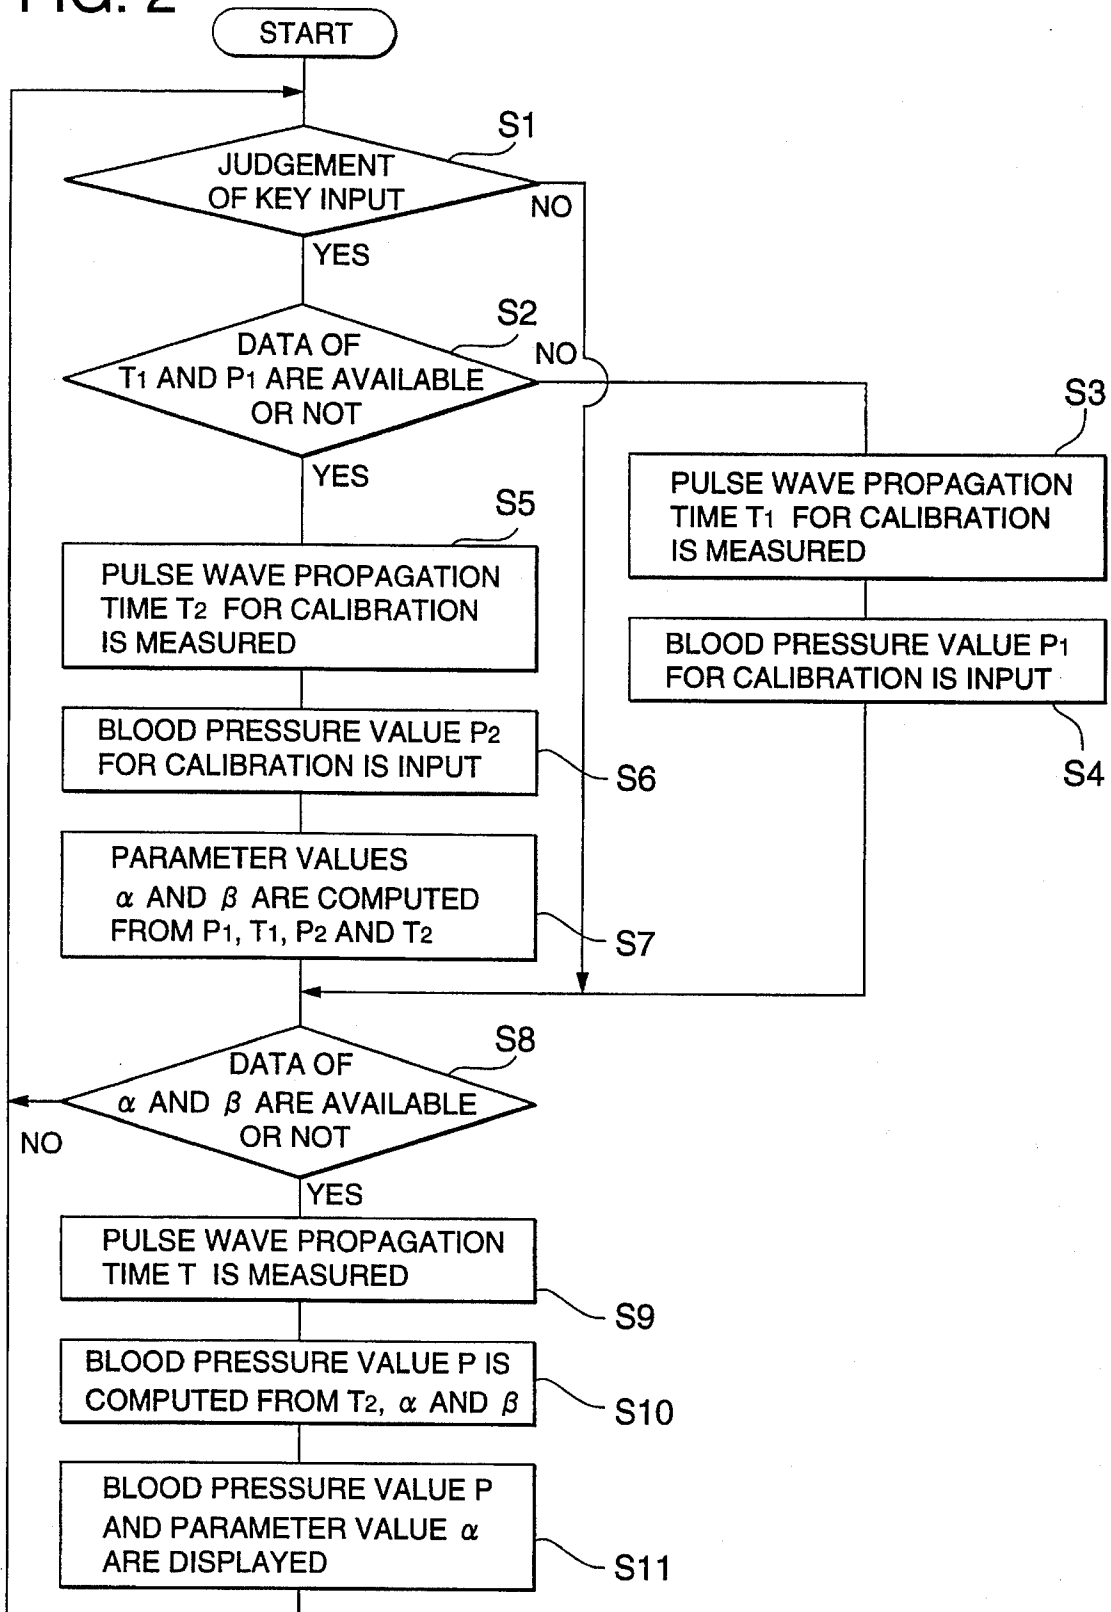 FIG. 2
START
S1
JUDGEMENT
OF KEY INPUT
NO
YES
S2
DATA OF
T1 AND P1 ARE AVAILABLE
OR NOT
NO
YES
S3
PULSE WAVE PROPAGATION
TIME T1 FOR CALIBRATION
IS MEASURED
BLOOD PRESSURE VALUE P1
FOR CALIBRATION IS INPUT
S4
S5
PULSE WAVE PROPAGATION
TIME T2 FOR CALIBRATION
IS MEASURED
BLOOD PRESSURE VALUE P2
FOR CALIBRATION IS INPUT
S6
PARAMETER VALUES
α AND β ARE COMPUTED
FROM P1, T1, P2 AND T2
S7
S8
DATA OF
α AND β ARE AVAILABLE
OR NOT
NO
YES
PULSE WAVE PROPAGATION
TIME T IS MEASURED
S9
BLOOD PRESSURE VALUE P IS
COMPUTED FROM T2, α AND β
S10
BLOOD PRESSURE VALUE P
AND PARAMETER VALUE α
ARE DISPLAYED
S11